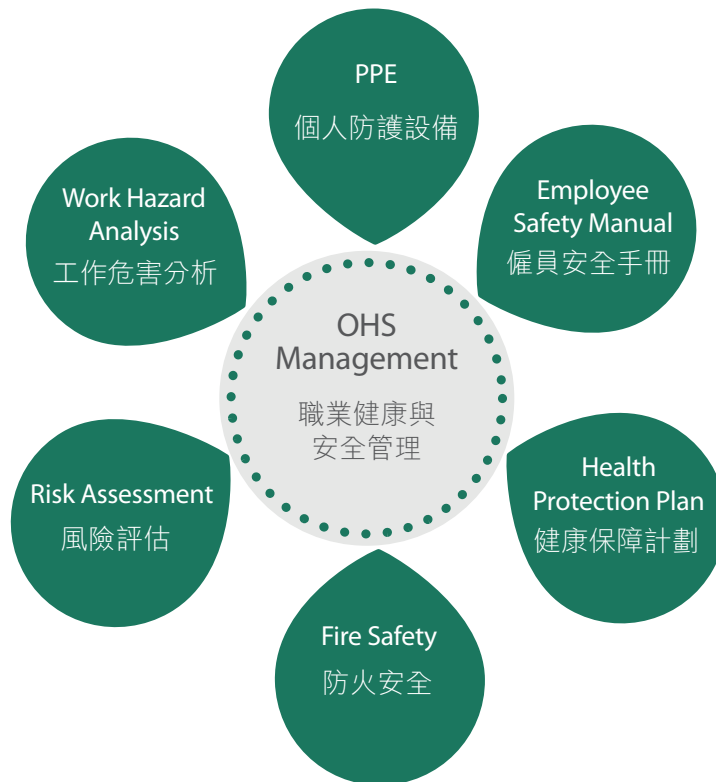 PPE
個人防護設備
Employee
Safety Manual
僱員安全手冊
Work Hazard
Analysis
工作危害分析
OHS
Management
職業健康與
安全管理
Health
Protection Plan
健康保障計劃
Risk Assessment
風險評估
Fire Safety
防火安全